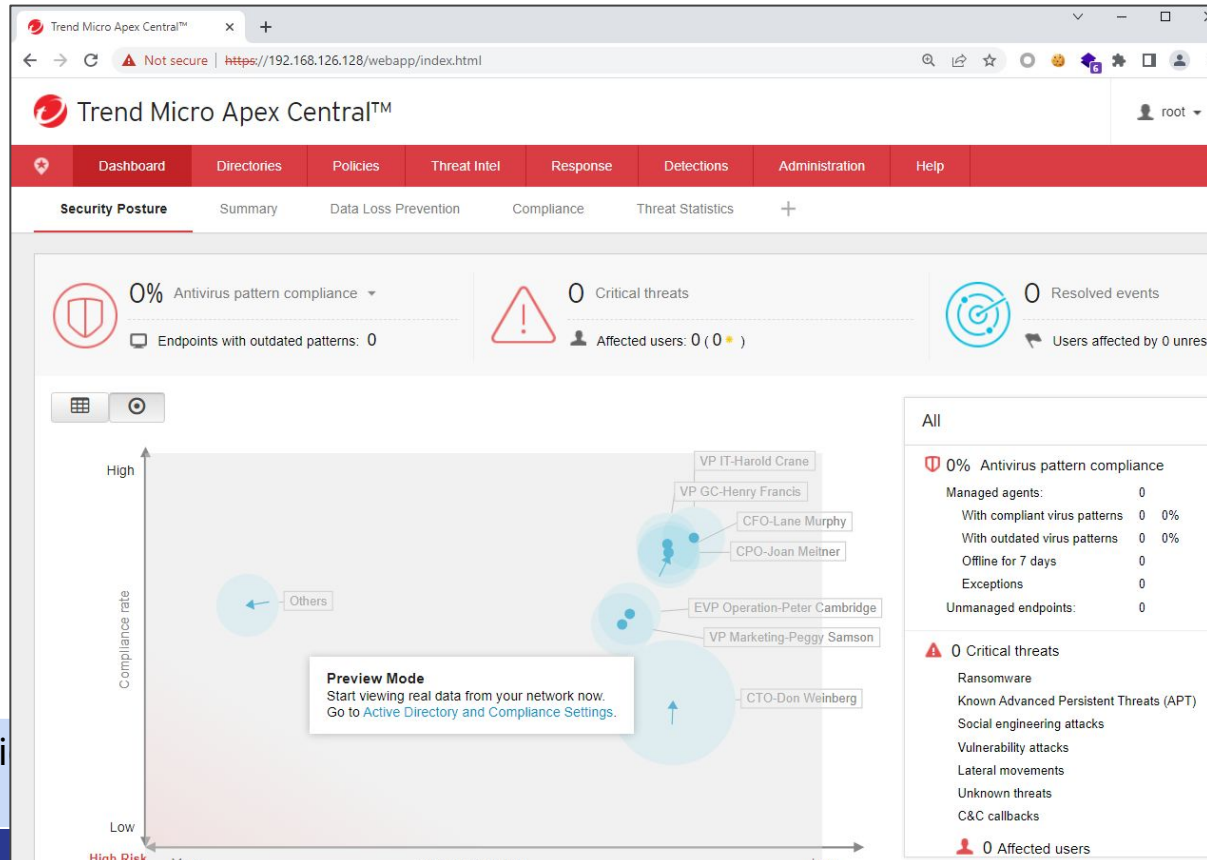 Trend Micro Apex Central™
Not secure | https://192.168.126.128/webapp/index.html
6
Trend Micro Apex Central™
root
Dashboard Directories Policies Threat Intel Response Detections Administration Help
Security Posture Summary Data Loss Prevention Compliance Threat Statistics +
0% Antivirus pattern compliance
Endpoints with outdated patterns: 0
0 Critical threats
Affected users: 0 ( 0 )
0 Resolved events
Users affected by 0 unres
High
Compliance rate
Low
High Risk
VP IT-Harold Crane
VP GC-Henry Francis
CFO-Lane Murphy
CPO-Joan Meitner
Others
EVP Operation-Peter Cambridge
VP Marketing-Peggy Samson
CTO-Don Weinberg
Preview Mode
Start viewing real data from your network now.
Go to Active Directory and Compliance Settings.
All
0% Antivirus pattern compliance
Managed agents: 0
With compliant virus patterns 0 0%
With outdated virus patterns 0 0%
Offline for 7 days 0
Exceptions 0
Unmanaged endpoints: 0
0 Critical threats
Ransomware
Known Advanced Persistent Threats (APT)
Social engineering attacks
Vulnerability attacks
Lateral movements
Unknown threats
C&C callbacks
0 Affected users